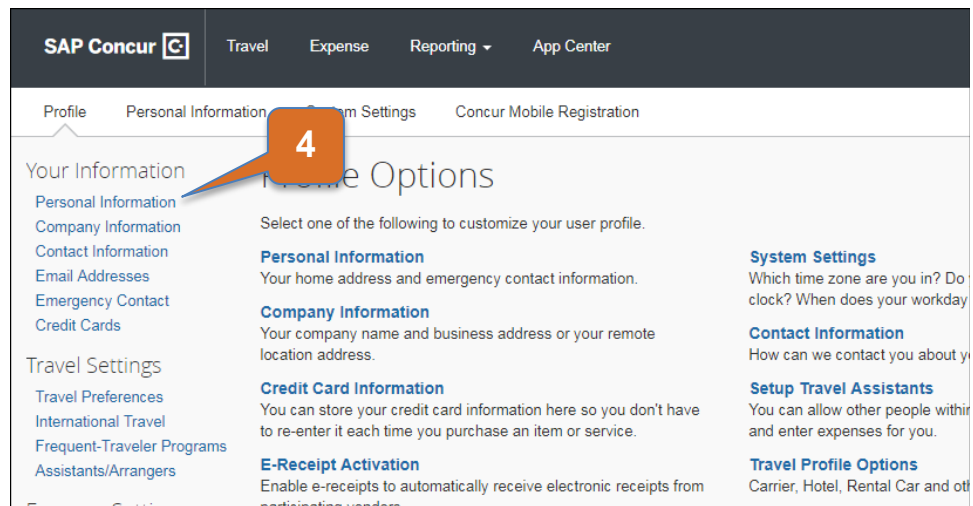 SAP Concur C Travel Expense Reporting App Center
Profile Personal Information System Settings Concur Mobile Registration
4
Your Information
Personal Information
Company Information
Contact Information
Email Addresses
Emergency Contact
Credit Cards
Travel Settings
Travel Preferences
International Travel
Frequent-Traveler Programs
Assistants/Arrangers
Profile Options
Select one of the following to customize your user profile.
Personal Information
Your home address and emergency contact information.
Company Information
Your company name and business address or your remote
location address.
Credit Card Information
You can store your credit card information here so you don't have
to re-enter it each time you purchase an item or service.
E-Receipt Activation
Enable e-receipts to automatically receive electronic receipts from
participating vendors
System Settings
Which time zone are you in? Do
clock? When does your workday
Contact Information
How can we contact you about
Setup Travel Assistants
You can allow other people
and enter expenses for you.
Travel Profile Options
Carrier, Hotel, Rental Car and